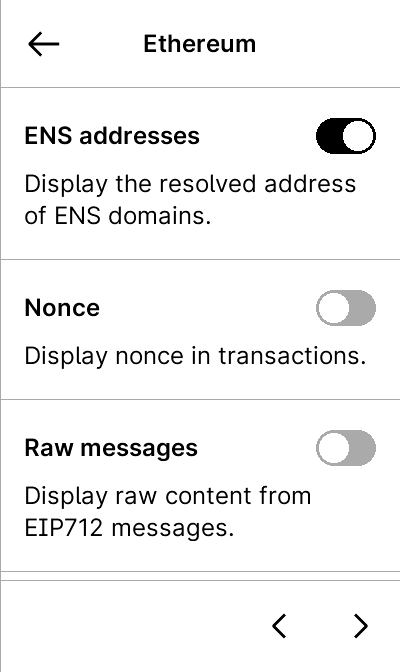 Ethereum
ENS addresses
Display the resolved address
of ENS domains.
Nonce
Display nonce in transactions.
Raw messages
Display raw content from
EIP712 messages.